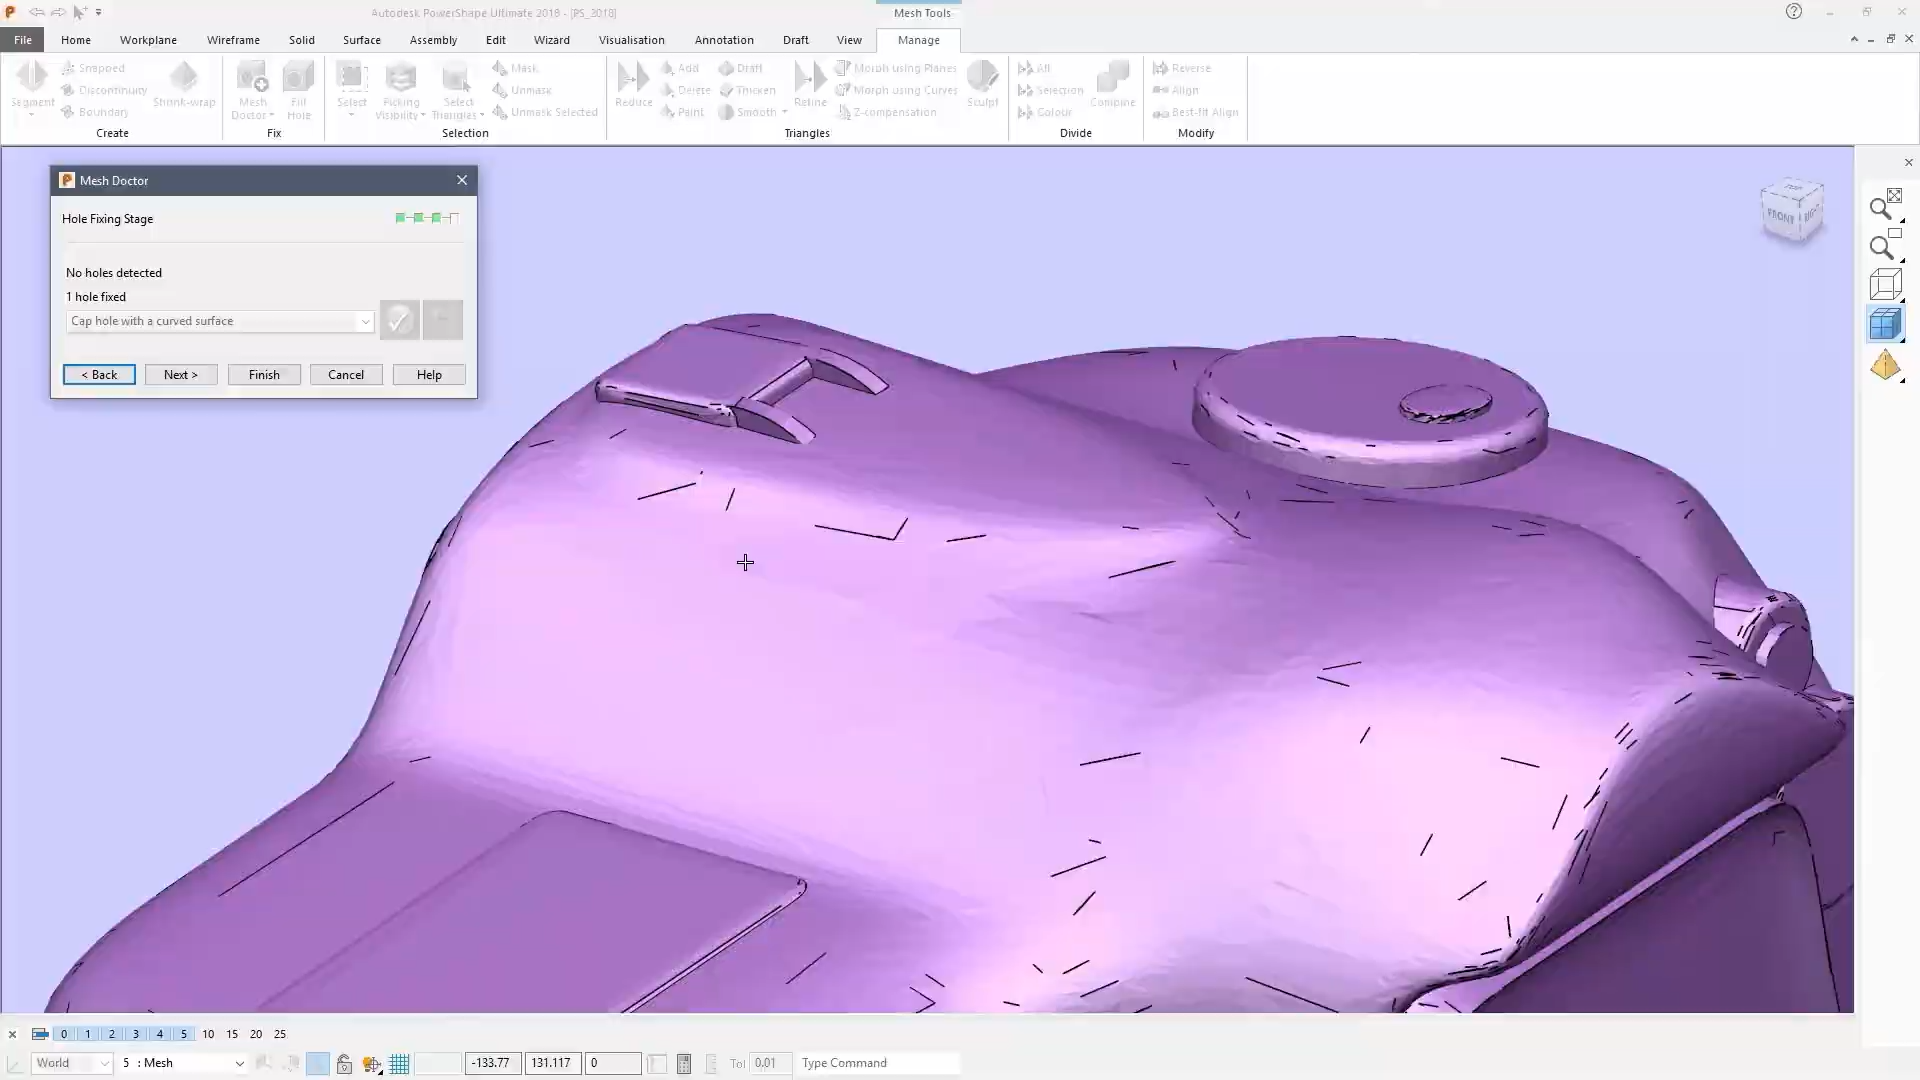 Autodesk PowerShape Ultimate 2018 - [PS_2018]
Mesh Tools
File Home Workplane Wireframe Solid Surface Assembly Edit Wizard Visualisation Annotation Draft View Manage
Segment
Snapped
Discontinuity
Boundary
Shrink-wrap
Create
Mesh Doctor
Fill Hole
Fix
Select
Picking Visibility
Select Triangles
Mask
Unmask
Unmask Selected
Selection
Reduce
Add
Delete
Paint
Draft
Thicken
Smooth
Refine
Morph using Planes
Morph using Curves
Z-compensation
Sculpt
Triangles
All
Selection
Colour
Combine
Divide
Reverse
Align
Best-fit Align
Modify
Mesh Doctor
Hole Fixing Stage
No holes detected
1 hole fixed
Cap hole with a curved surface
< Back Next > Finish Cancel Help
TOP
FRONT
RIGHT
0 1 2 3 4 5 10 15 20 25
World 5 : Mesh -133.77 131.117 0 Tol 0.01 Type Command